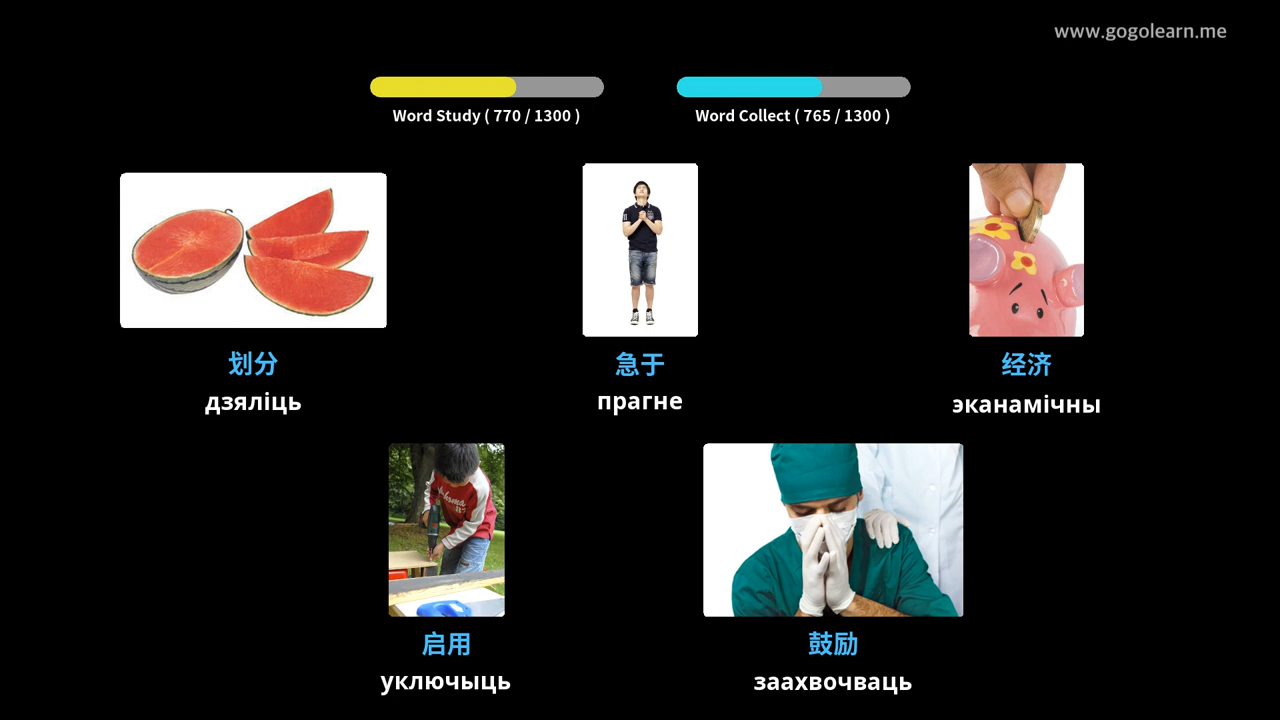 www.gogolearn.me
Word Study ( 770 / 1300 )
Word Collect ( 765 / 1300 )
划分
дзяліць
急于
прагне
经济
эканамічны
启用
уключыць
鼓励
заахвочваць